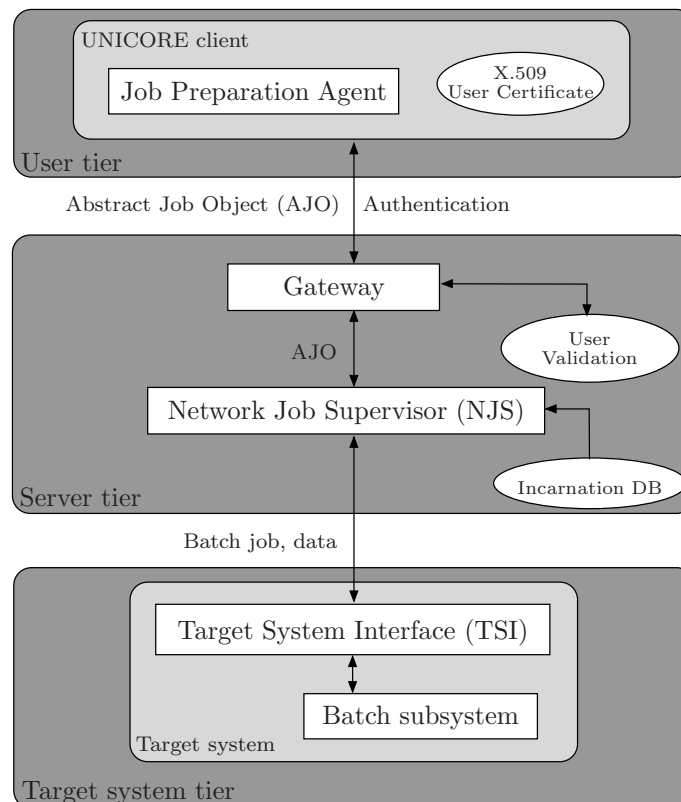 UNICORE client
Job Preparation Agent
X.509
User Certificate
User tier
Abstract Job Object (AJO)
Authentication
Gateway
User
Validation
AJO
Network Job Supervisor (NJS)
Incarnation DB
Server tier
Batch job, data
Target System Interface (TSI)
Batch subsystem
Target system
Target system tier